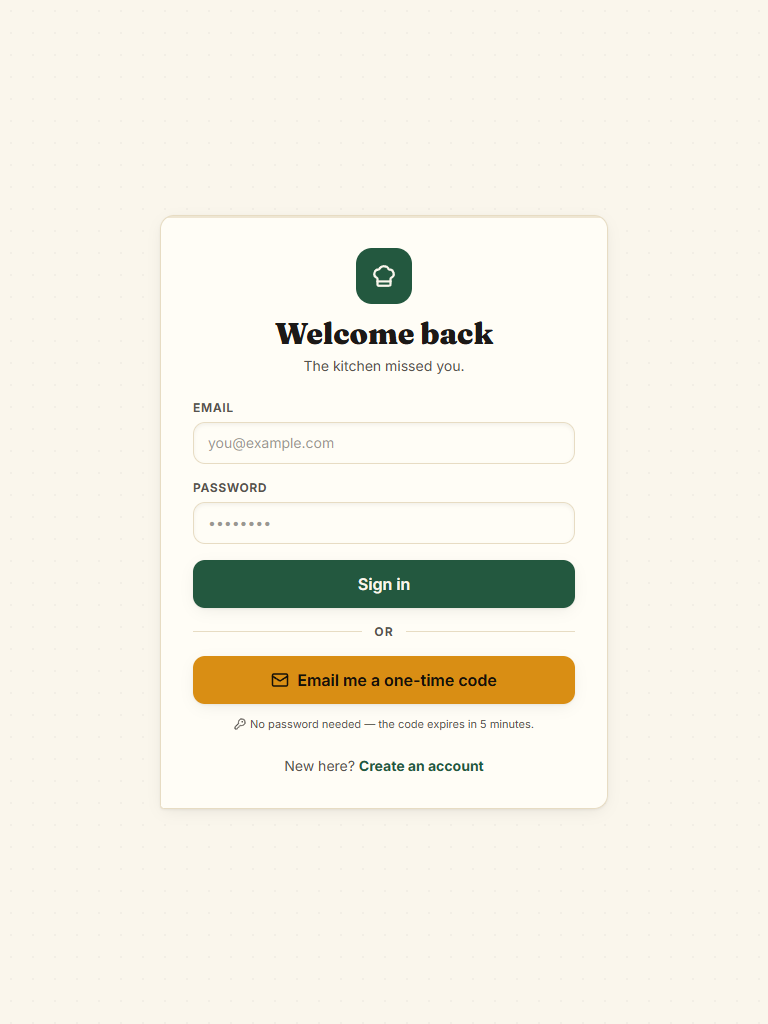 Welcome back
The kitchen missed you.
EMAIL
you@example.com
PASSWORD
••••••••
Sign in
OR
Email me a one-time code
No password needed — the code expires in 5 minutes.
New here? Create an account